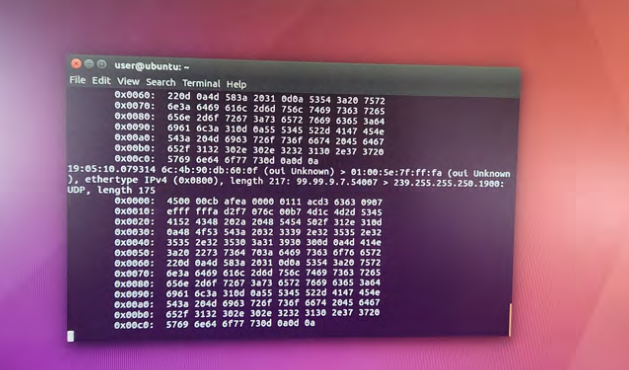 user@ubuntu: ~
File Edit View Search Terminal Help
0x0060: 220d 0a4d 583a 2031 0d0a 5354 3a20 7572
0x0070: 6e3a 6469 616c 2d6d 756c 7469 7363 7265
0x0080: 656e 2d6f 7267 3a73 6572 7669 6365 3a64
0x0090: 6961 6c3a 310d 0a55 5345 522d 4147 454e
0x00a0: 543a 204d 6963 726f 736f 6674 2045 6467
0x00b0: 652f 3132 302e 302e 3232 3130 2e37 3720
0x00c0: 5769 6e64 6f77 730d 0a0d 0a
19:05:10.079314 6c:4b:90:db:60:0f (oui Unknown) > 01:00:5e:7f:ff:fa (oui Unknown
), ethertype IPv4 (0x0800), length 217: 99.99.9.7.54007 > 239.255.255.250.1900:
UDP, length 175
0x0000: 4500 00cb afea 0000 0111 acd3 6363 0907
0x0010: efff fffa d2f7 076c 00b7 4d1c 4d2d 5345
0x0020: 4152 4348 202a 2048 5454 502f 312e 310d
0x0030: 0a48 4f53 543a 2032 3339 2e32 3535 2e32
0x0040: 3535 2e32 3530 3a31 3930 300d 0a4d 414e
0x0050: 3a20 2273 7364 703a 6469 7363 6f76 6572
0x0060: 220d 0a4d 583a 2031 0d0a 5354 3a20 7572
0x0070: 6e3a 6469 616c 2d6d 756c 7469 7363 7265
0x0080: 656e 2d6f 7267 3a73 6572 7669 6365 3a64
0x0090: 6961 6c3a 310d 0a55 5345 522d 4147 454e
0x00a0: 543a 204d 6963 726f 736f 6674 2045 6467
0x00b0: 652f 3132 302e 302e 3232 3130 2e37 3720
0x00c0: 5769 6e64 6f77 730d 0a0d 0a